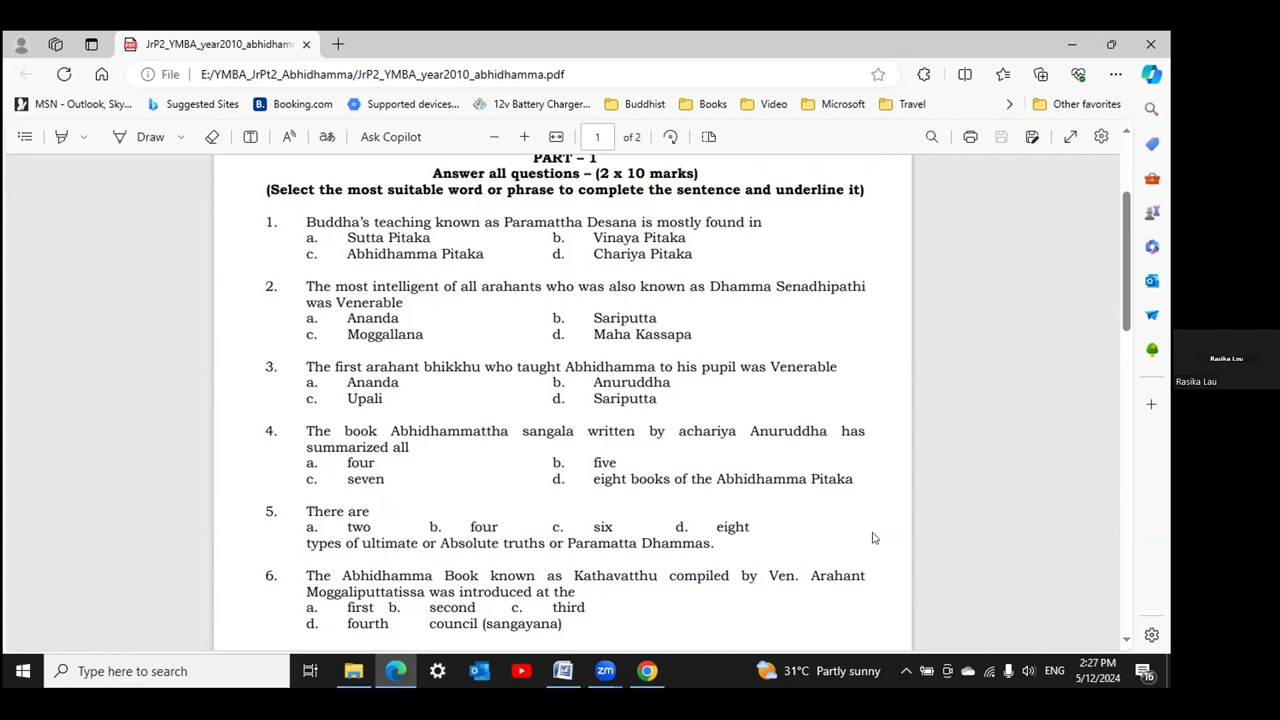 JrP2_YMBA_year2010_abhidhamm
File
E:/YMBA_JrPt2_Abhidhamma/JrP2_YMBA_year2010_abhidhamma.pdf
MSN - Outlook, Sky... Suggested Sites Booking.com Supported devices... 12v Battery Charger... Buddhist Books Video Microsoft Travel Other favorites
Draw Ask Copilot 1 of 2
PART – 1
Answer all questions – (2 x 10 marks)
(Select the most suitable word or phrase to complete the sentence and underline it)
1. Buddha's teaching known as Paramattha Desana is mostly found in
a. Sutta Pitaka b. Vinaya Pitaka
c. Abhidhamma Pitaka d. Chariya Pitaka
2. The most intelligent of all arahants who was also known as Dhamma Senadhipathi
was Venerable
a. Ananda b. Sariputta
c. Moggallana d. Maha Kassapa
3. The first arahant bhikkhu who taught Abhidhamma to his pupil was Venerable
a. Ananda b. Anuruddha
c. Upali d. Sariputta
4. The book Abhidhammattha sangala written by achariya Anuruddha has
summarized all
a. four b. five
c. seven d. eight books of the Abhidhamma Pitaka
5. There are
a. two b. four c. six d. eight
types of ultimate or Absolute truths or Paramatta Dhammas.
6. The Abhidhamma Book known as Kathavatthu compiled by Ven. Arahant
Moggaliputtatissa was introduced at the
a. first b. second c. third
d. fourth council (sangayana)
Rasika Lau
Rasika Lau
Type here to search
31°C Partly sunny
ENG
2:27 PM
5/12/2024
16